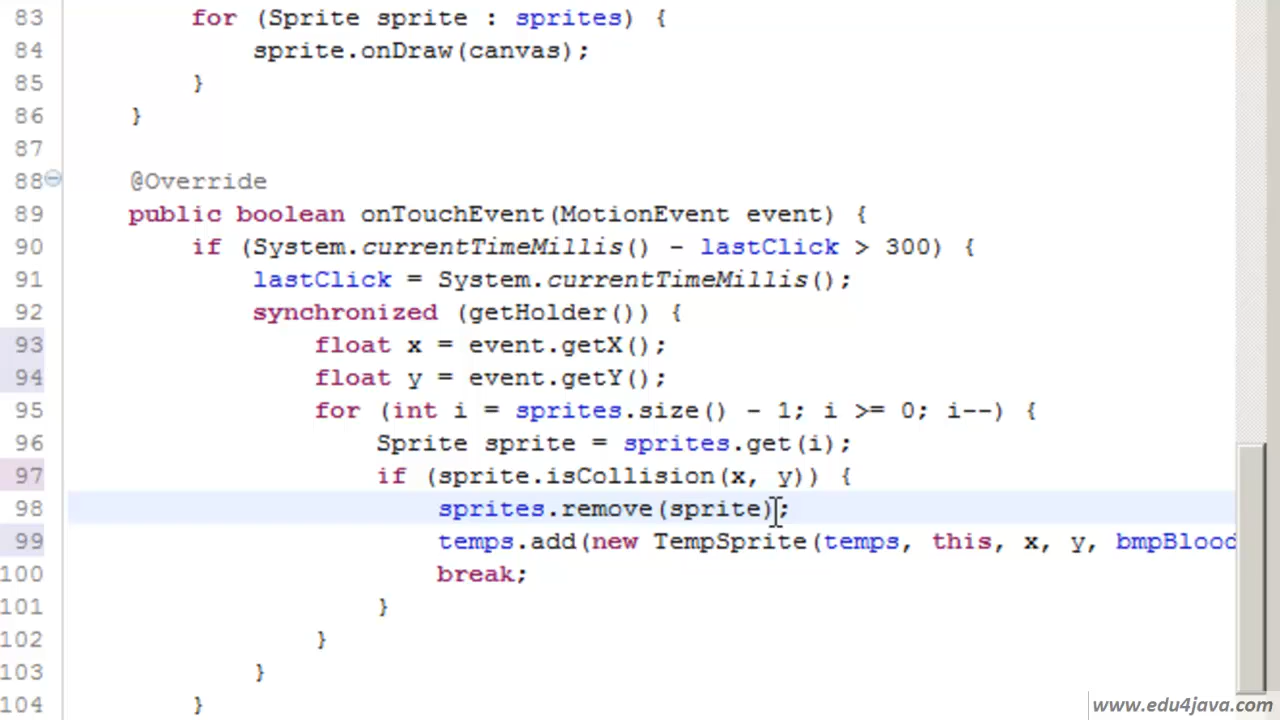 83 for (Sprite sprite : sprites) {
84 sprite.onDraw(canvas);
85 }
86 }
87
88 @Override
89 public boolean onTouchEvent(MotionEvent event) {
90 if (System.currentTimeMillis() - lastClick > 300) {
91 lastClick = System.currentTimeMillis();
92 synchronized (getHolder()) {
93 float x = event.getX();
94 float y = event.getY();
95 for (int i = sprites.size() - 1; i >= 0; i--) {
96 Sprite sprite = sprites.get(i);
97 if (sprite.isCollision(x, y)) {
98 sprites.remove(sprite);
99 temps.add(new TempSprite(temps, this, x, y, bmpBlood
100 break;
101 }
102 }
103 }
104 }
www.edu4java.com